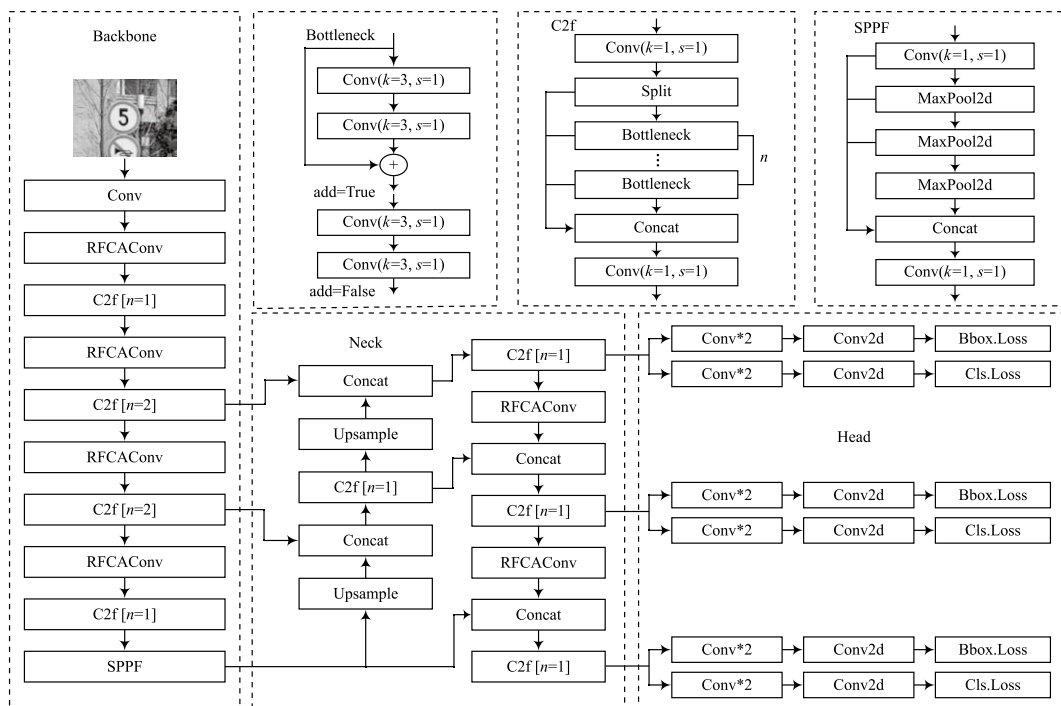 Backbone
5
Conv
RFCAConv
C2f [n=1]
RFCAConv
C2f [n=2]
RFCAConv
C2f [n=2]
RFCAConv
C2f [n=1]
SPPF
Bottleneck
Conv(k=3, s=1)
Conv(k=3, s=1)
+
add=True
Conv(k=3, s=1)
Conv(k=3, s=1)
add=False
C2f
Conv(k=1, s=1)
Split
Bottleneck
⋮
n
Bottleneck
Concat
Conv(k=1, s=1)
SPPF
Conv(k=1, s=1)
MaxPool2d
MaxPool2d
MaxPool2d
Concat
Conv(k=1, s=1)
Neck
Concat
Upsample
C2f [n=1]
Concat
Upsample
C2f [n=1]
RFCAConv
Concat
C2f [n=1]
RFCAConv
Concat
C2f [n=1]
Conv*2 Conv2d Bbox.Loss
Conv*2 Conv2d Cls.Loss
Head
Conv*2 Conv2d Bbox.Loss
Conv*2 Conv2d Cls.Loss
Conv*2 Conv2d Bbox.Loss
Conv*2 Conv2d Cls.Loss